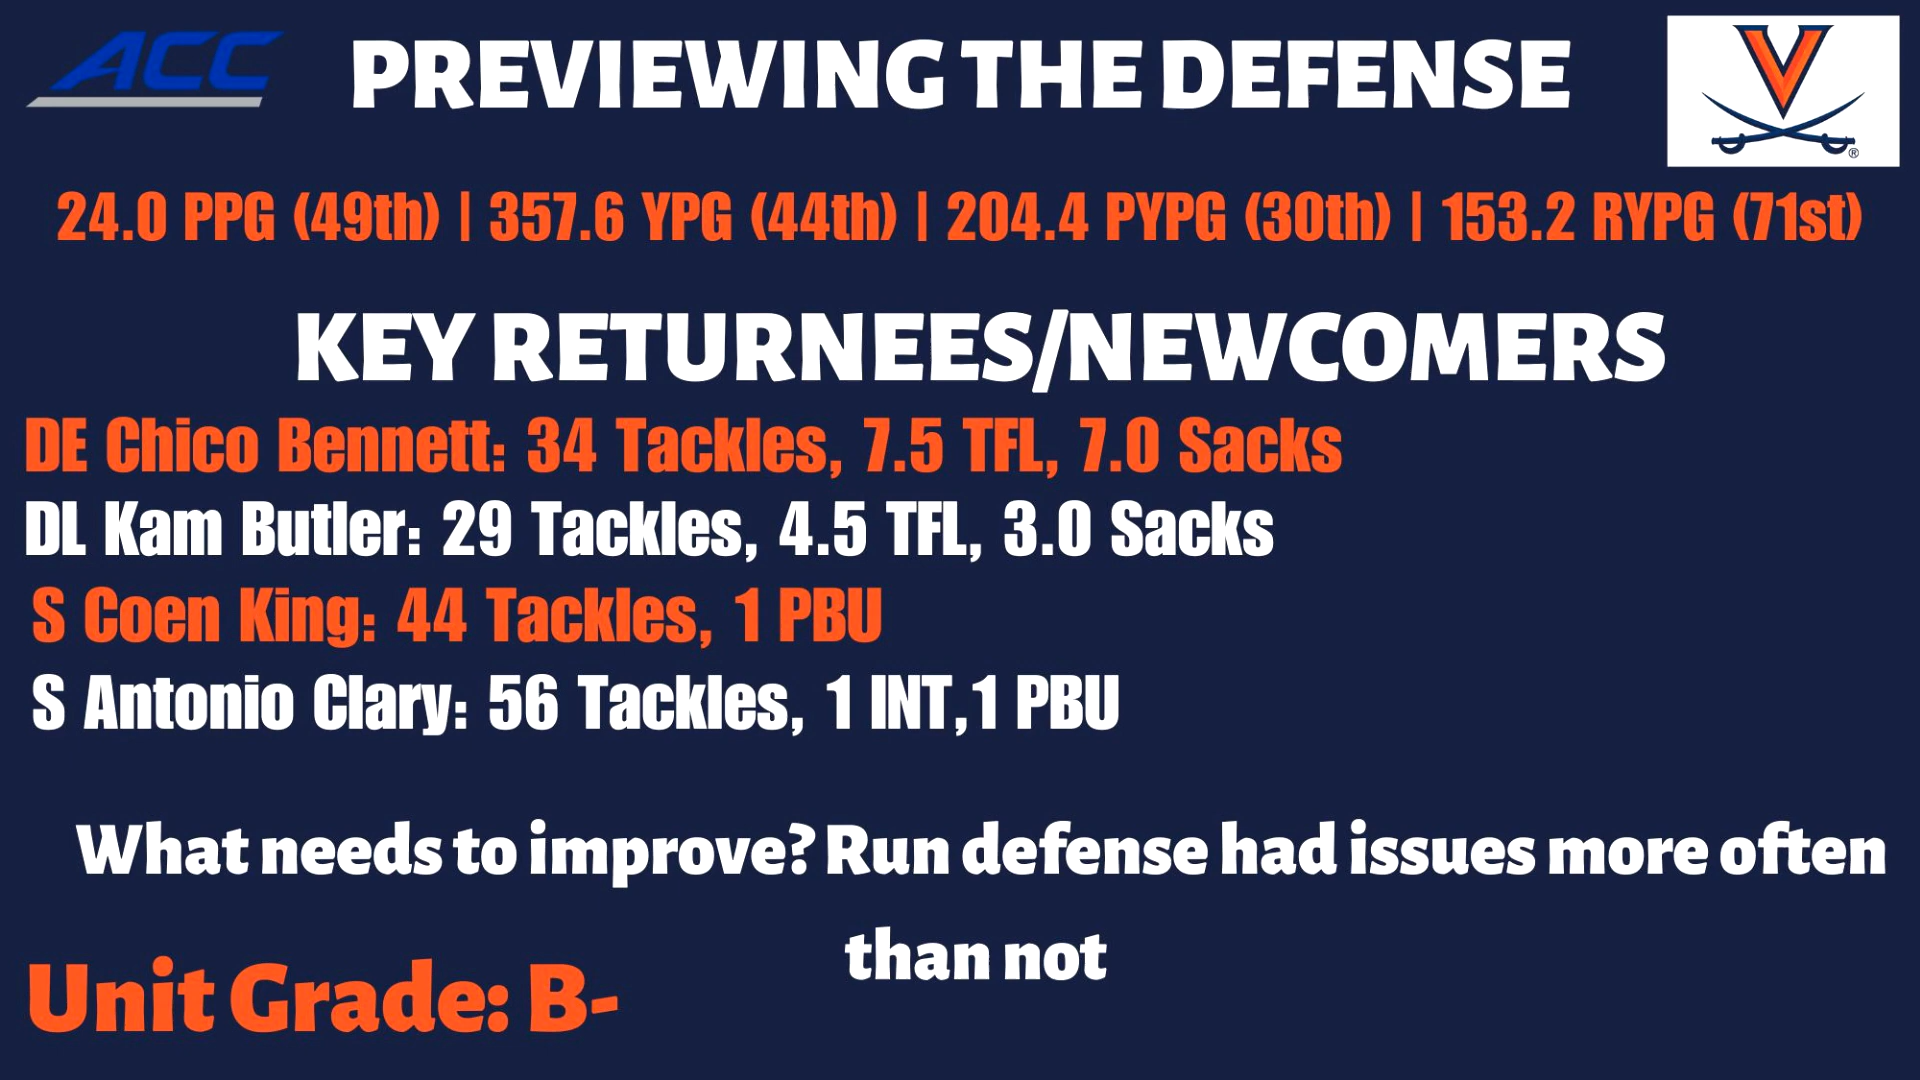 ACC
PREVIEWING THE DEFENSE
V
®
24.0 PPG (49th) | 357.6 YPG (44th) | 204.4 PYPG (30th) | 153.2 RYPG (71st)
KEY RETURNEES/NEWCOMERS
DE Chico Bennett: 34 Tackles, 7.5 TFL, 7.0 Sacks
DL Kam Butler: 29 Tackles, 4.5 TFL, 3.0 Sacks
S Coen King: 44 Tackles, 1 PBU
S Antonio Clary: 56 Tackles, 1 INT,1 PBU
What needs to improve? Run defense had issues more often
than not
Unit Grade: B-